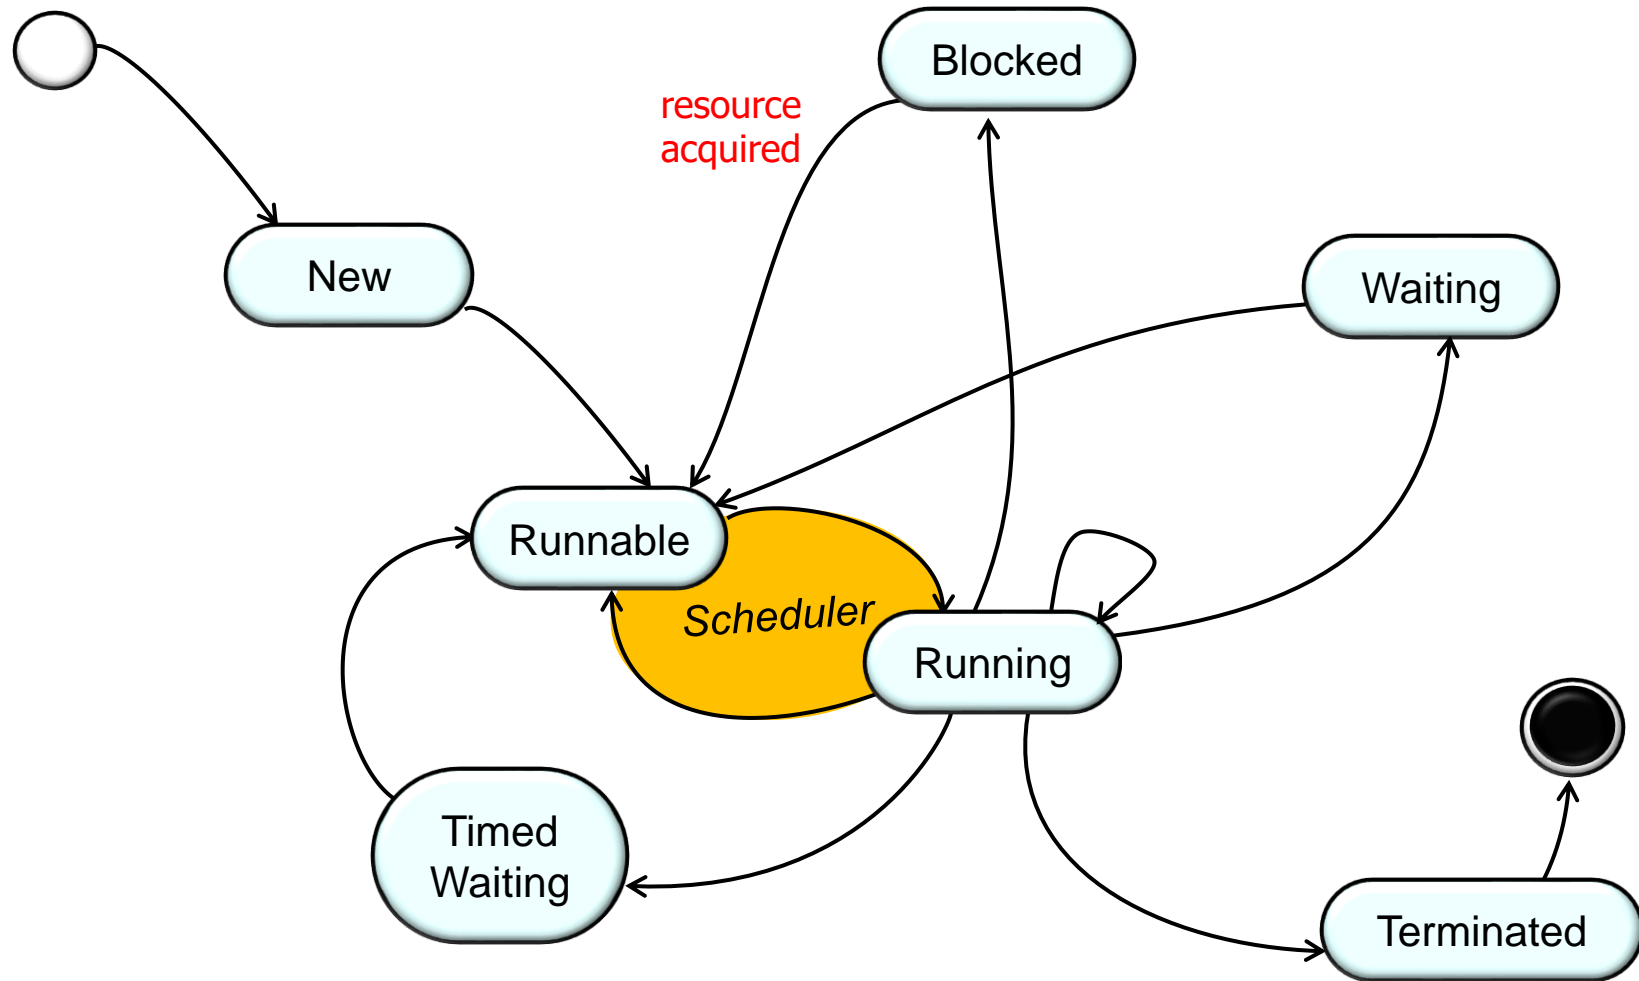 Blocked
resource
acquired
New
Waiting
Runnable
Scheduler
Running
Timed
Waiting
Terminated